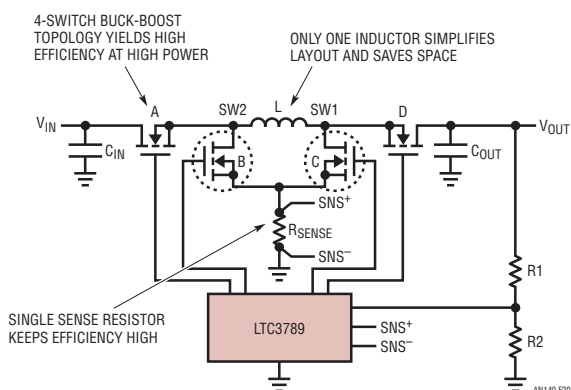 4-SWITCH BUCK-BOOST
TOPOLOGY YIELDS HIGH
EFFICIENCY AT HIGH POWER
ONLY ONE INDUCTOR SIMPLIFIES
LAYOUT AND SAVES SPACE
A
SW2
L
SW1
D
VIN
VOUT
CIN
B
C
COUT
SNS+
RSENSE
SNS–
R1
SINGLE SENSE RESISTOR
KEEPS EFFICIENCY HIGH
LTC3789
SNS+
SNS–
R2
AN149 F20